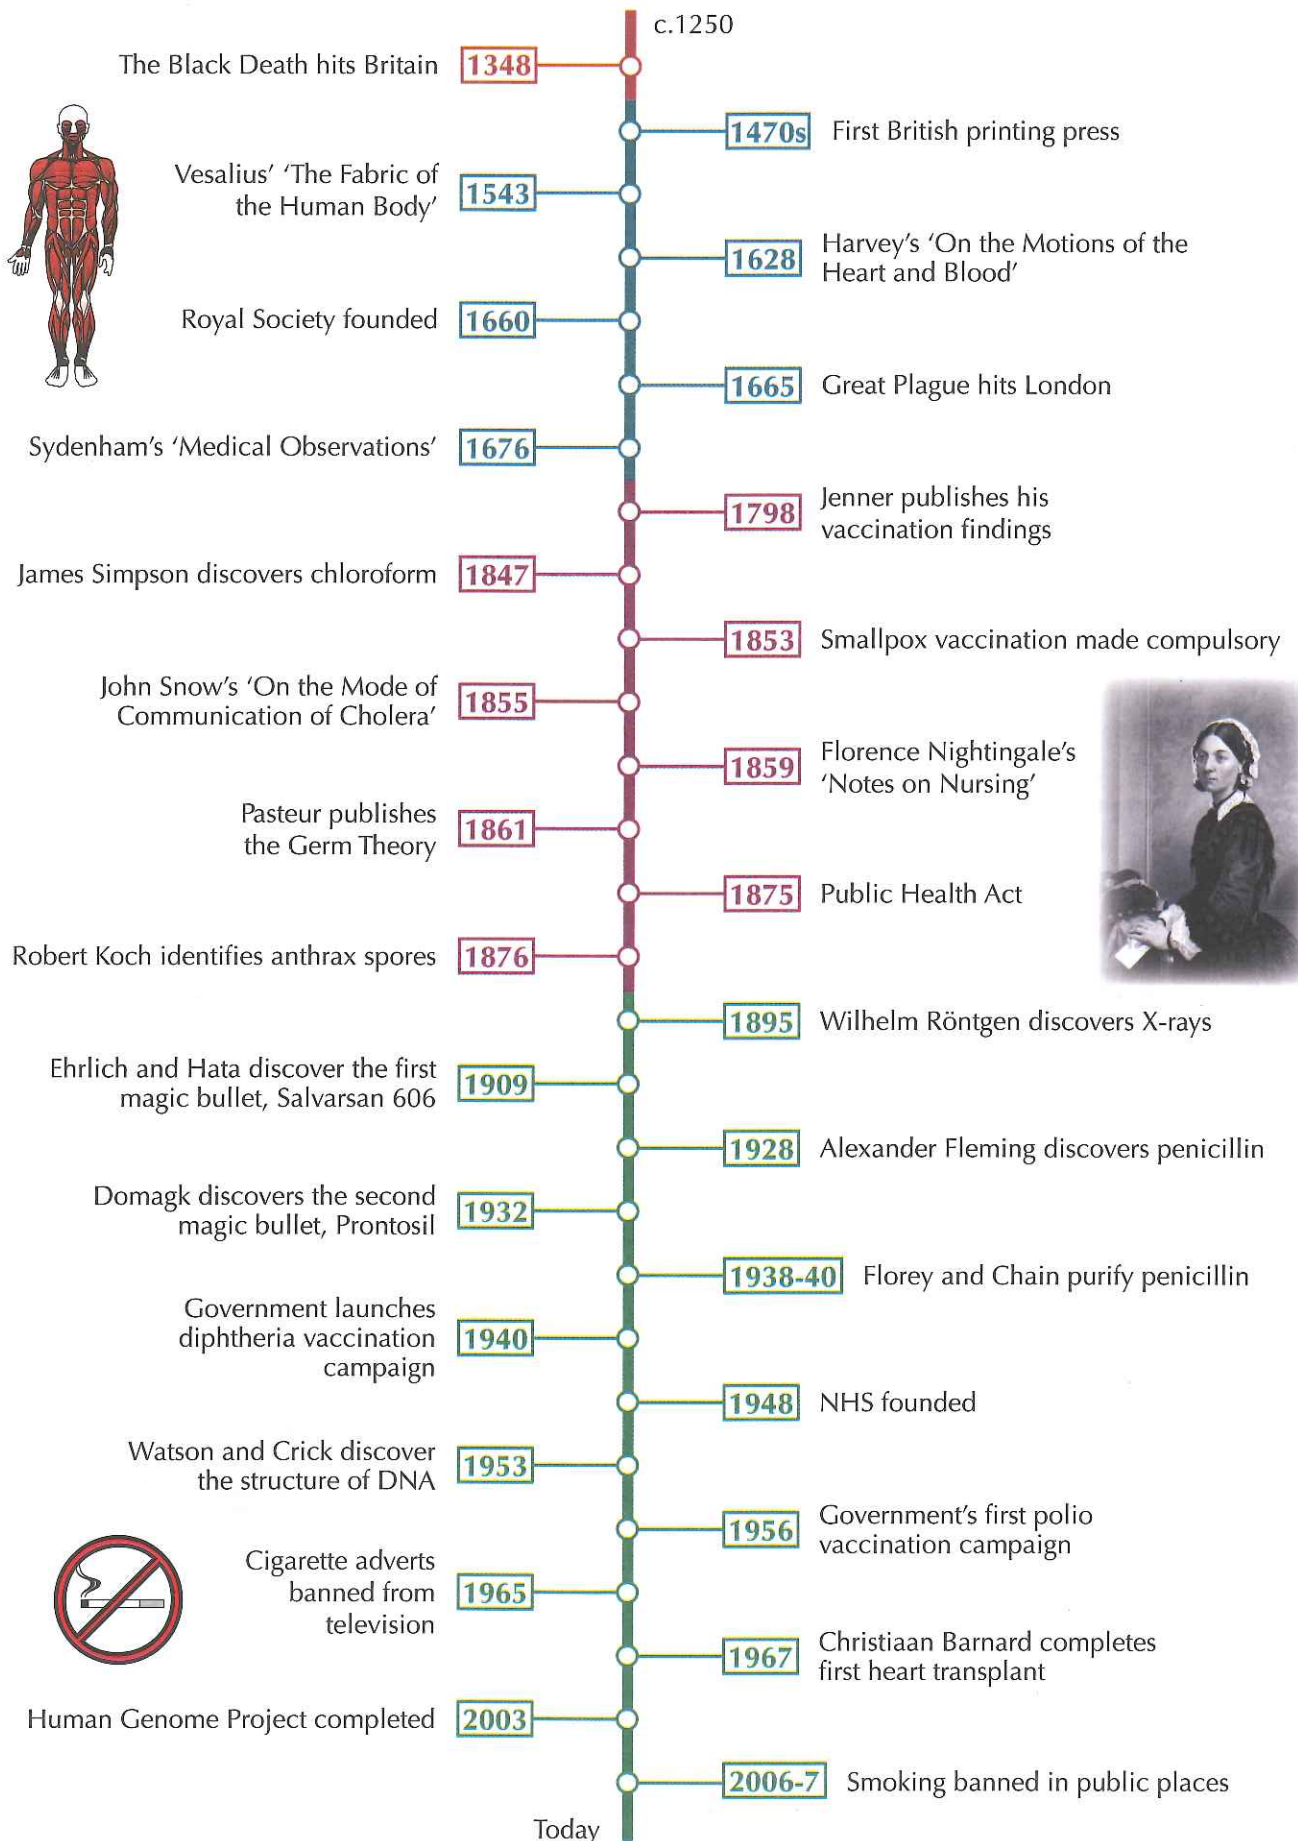 c.1250
The Black Death hits Britain
1348
1470s
First British printing press
Vesalius’ ‘The Fabric of
the Human Body’
1543
1628
Harvey’s ‘On the Motions of the
Heart and Blood’
Royal Society founded
1660
1665
Great Plague hits London
Sydenham’s ‘Medical Observations’
1676
1798
Jenner publishes his
vaccination findings
James Simpson discovers chloroform
1847
1853
Smallpox vaccination made compulsory
John Snow’s ‘On the Mode of
Communication of Cholera’
1855
1859
Florence Nightingale’s
‘Notes on Nursing’
Pasteur publishes
the Germ Theory
1861
1875
Public Health Act
Robert Koch identifies anthrax spores
1876
1895
Wilhelm Röntgen discovers X-rays
Ehrlich and Hata discover the first
magic bullet, Salvarsan 606
1909
1928
Alexander Fleming discovers penicillin
Domagk discovers the second
magic bullet, Prontosil
1932
1938-40
Florey and Chain purify penicillin
Government launches
diphtheria vaccination
campaign
1940
1948
NHS founded
Watson and Crick discover
the structure of DNA
1953
1956
Government’s first polio
vaccination campaign
Cigarette adverts
banned from
television
1965
1967
Christiaan Barnard completes
first heart transplant
Human Genome Project completed
2003
2006-7
Smoking banned in public places
Today